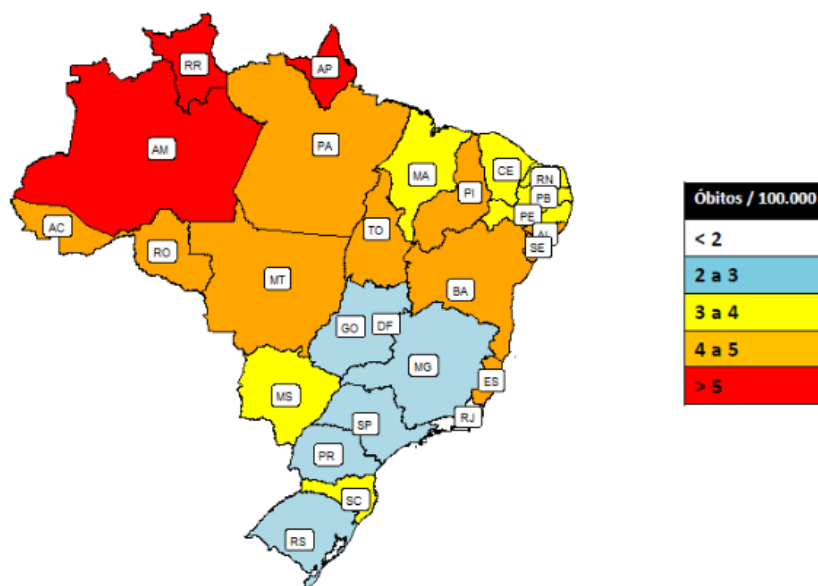 RR
AP
AM
PA
MA
CE
RN
PB
PI
PE
AL
SE
AC
RO
TO
MT
BA
GO
DF
MG
ES
MS
SP
RJ
PR
SC
RS
Óbitos / 100.000
< 2
2 a 3
3 a 4
4 a 5
> 5